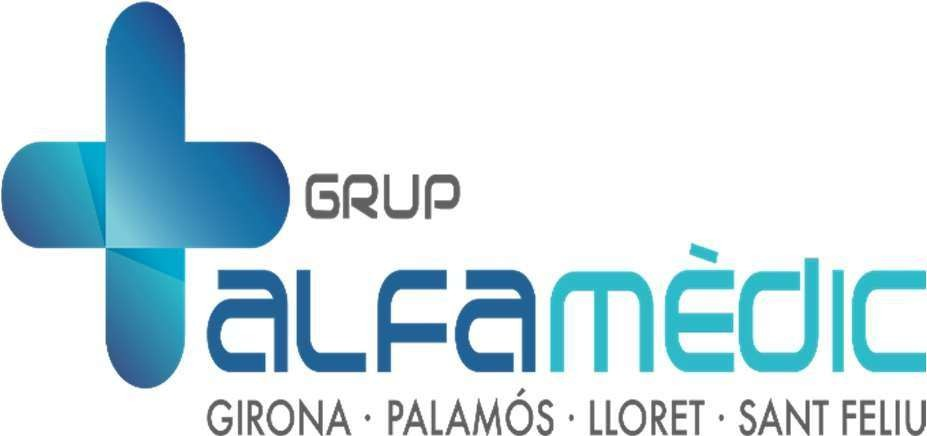 GRUP
alfamèdic
GIRONA · PALAMÓS · LLORET · SANT FELIU